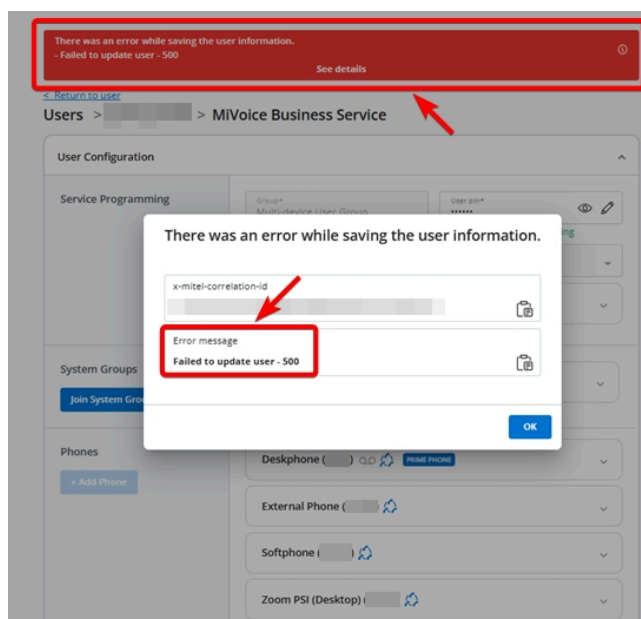 There was an error while saving the user information.
- Failed to update user - 500
See details
< Return to user
Users > > MiVoice Business Service
User Configuration
Service Programming
Group*
Multi-device User Group
User pin*
••••••
There was an error while saving the user information.
x-mitel-correlation-id
Error message
Failed to update user - 500
OK
System Groups
Join System Gro
Phones
+ Add Phone
Deskphone ( ) PRIME PHONE
External Phone ( )
Softphone ( )
Zoom PSI (Desktop) (